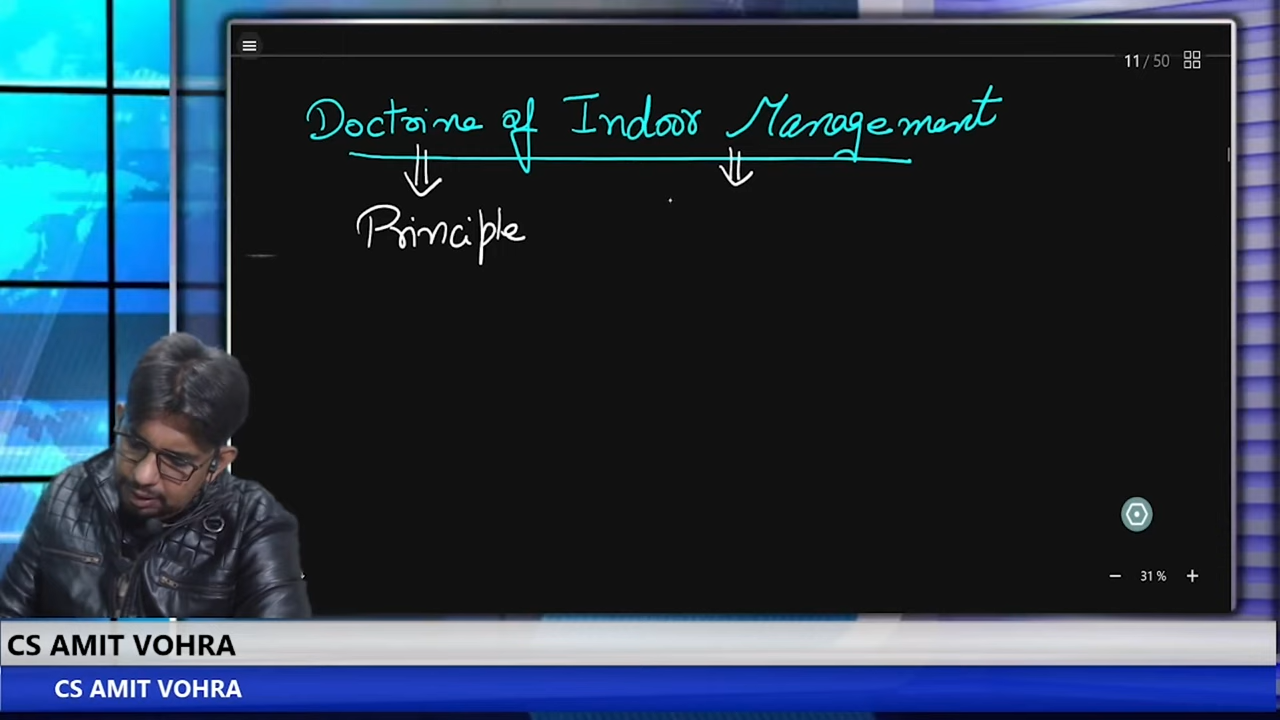 11 / 50
Doctrine of Indoor Management
Principle
31 %
CS AMIT VOHRA
CS AMIT VOHRA